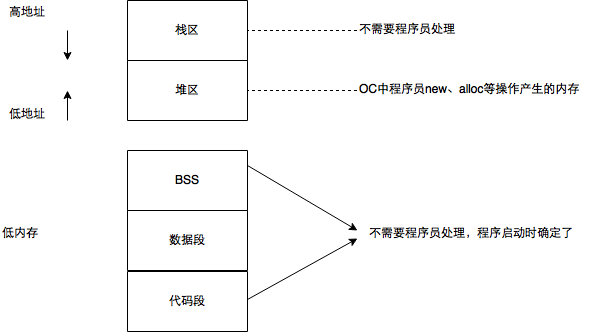 高地址
栈区
不需要程序员处理
堆区
OC中程序员new、alloc等操作产生的内存
低地址
BSS
低内存
数据段
不需要程序员处理，程序启动时确定了
代码段